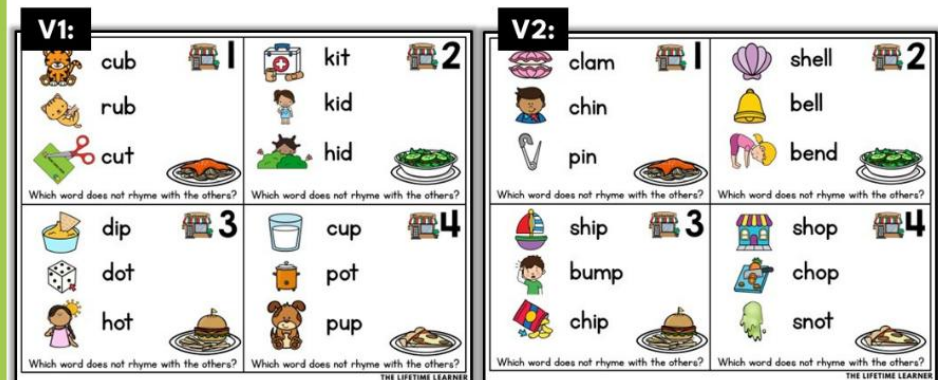 V1:
cub 1
rub
cut
Which word does not rhyme with the others?
kit 2
kid
hid
Which word does not rhyme with the others?
dip 3
dot
hot
Which word does not rhyme with the others?
cup 4
pot
pup
Which word does not rhyme with the others?
THE LIFETIME LEARNER
V2:
clam 1
chin
pin
Which word does not rhyme with the others?
shell 2
bell
bend
Which word does not rhyme with the others?
ship 3
bump
chip
Which word does not rhyme with the others?
shop 4
chop
snot
Which word does not rhyme with the others?
THE LIFETIME LEARNER